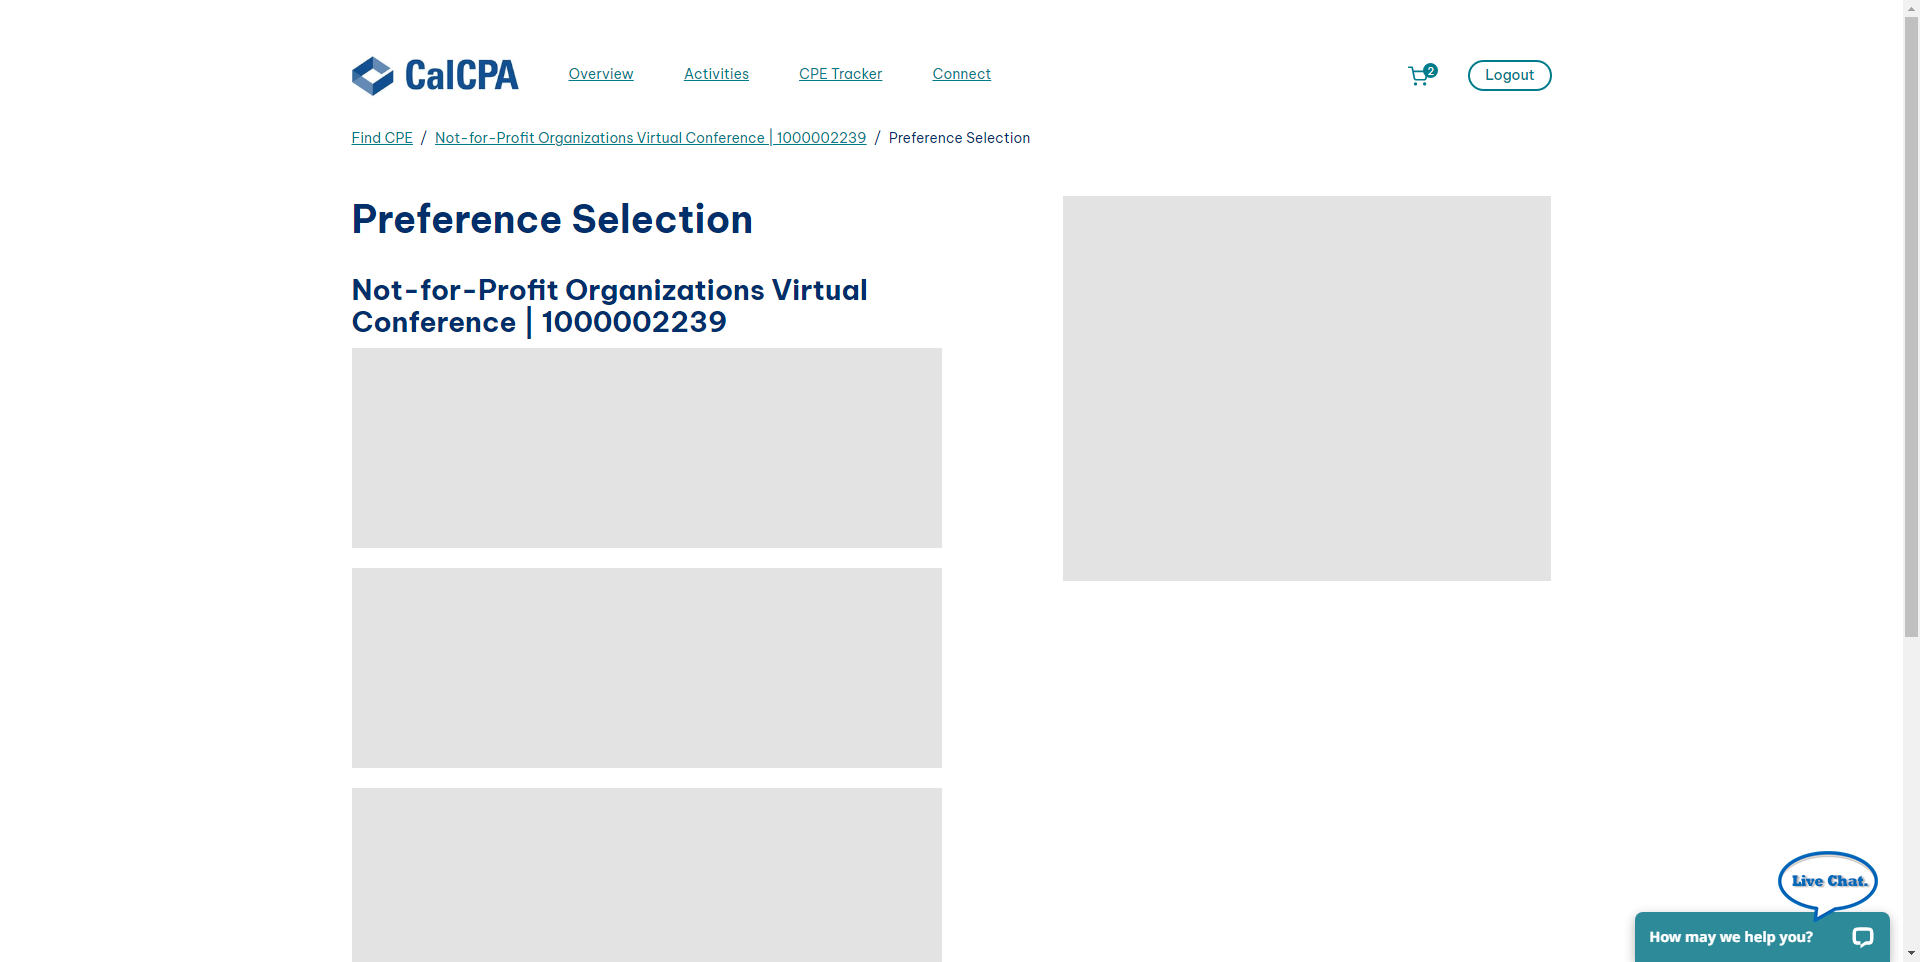 CalCPA
Overview
Activities
CPE Tracker
Connect
2
Logout
Find CPE / Not-for-Profit Organizations Virtual Conference | 1000002239 / Preference Selection
Preference Selection
Not-for-Profit Organizations Virtual
Conference | 1000002239
Live Chat.
How may we help you?